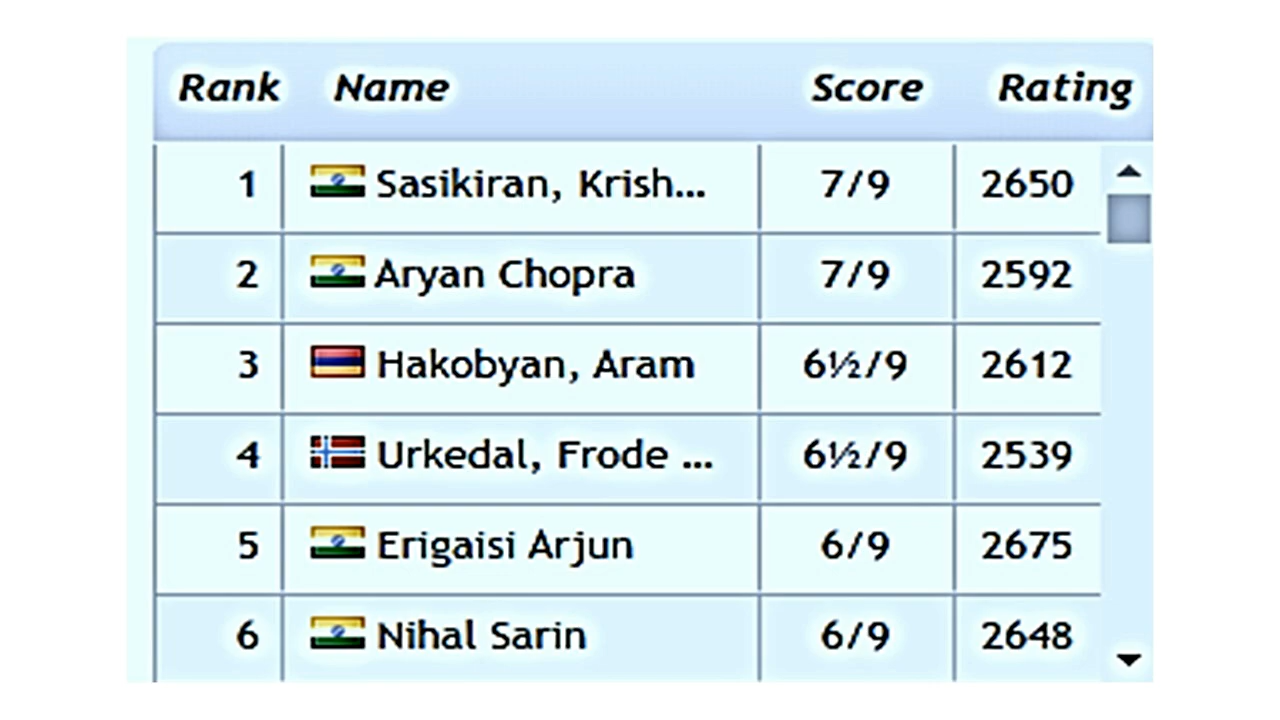 Rank Name Score Rating
1 Sasikiran, Krish... 7/9 2650
2 Aryan Chopra 7/9 2592
3 Hakobyan, Aram 6½/9 2612
4 Urkedal, Frode ... 6½/9 2539
5 Erigaisi Arjun 6/9 2675
6 Nihal Sarin 6/9 2648